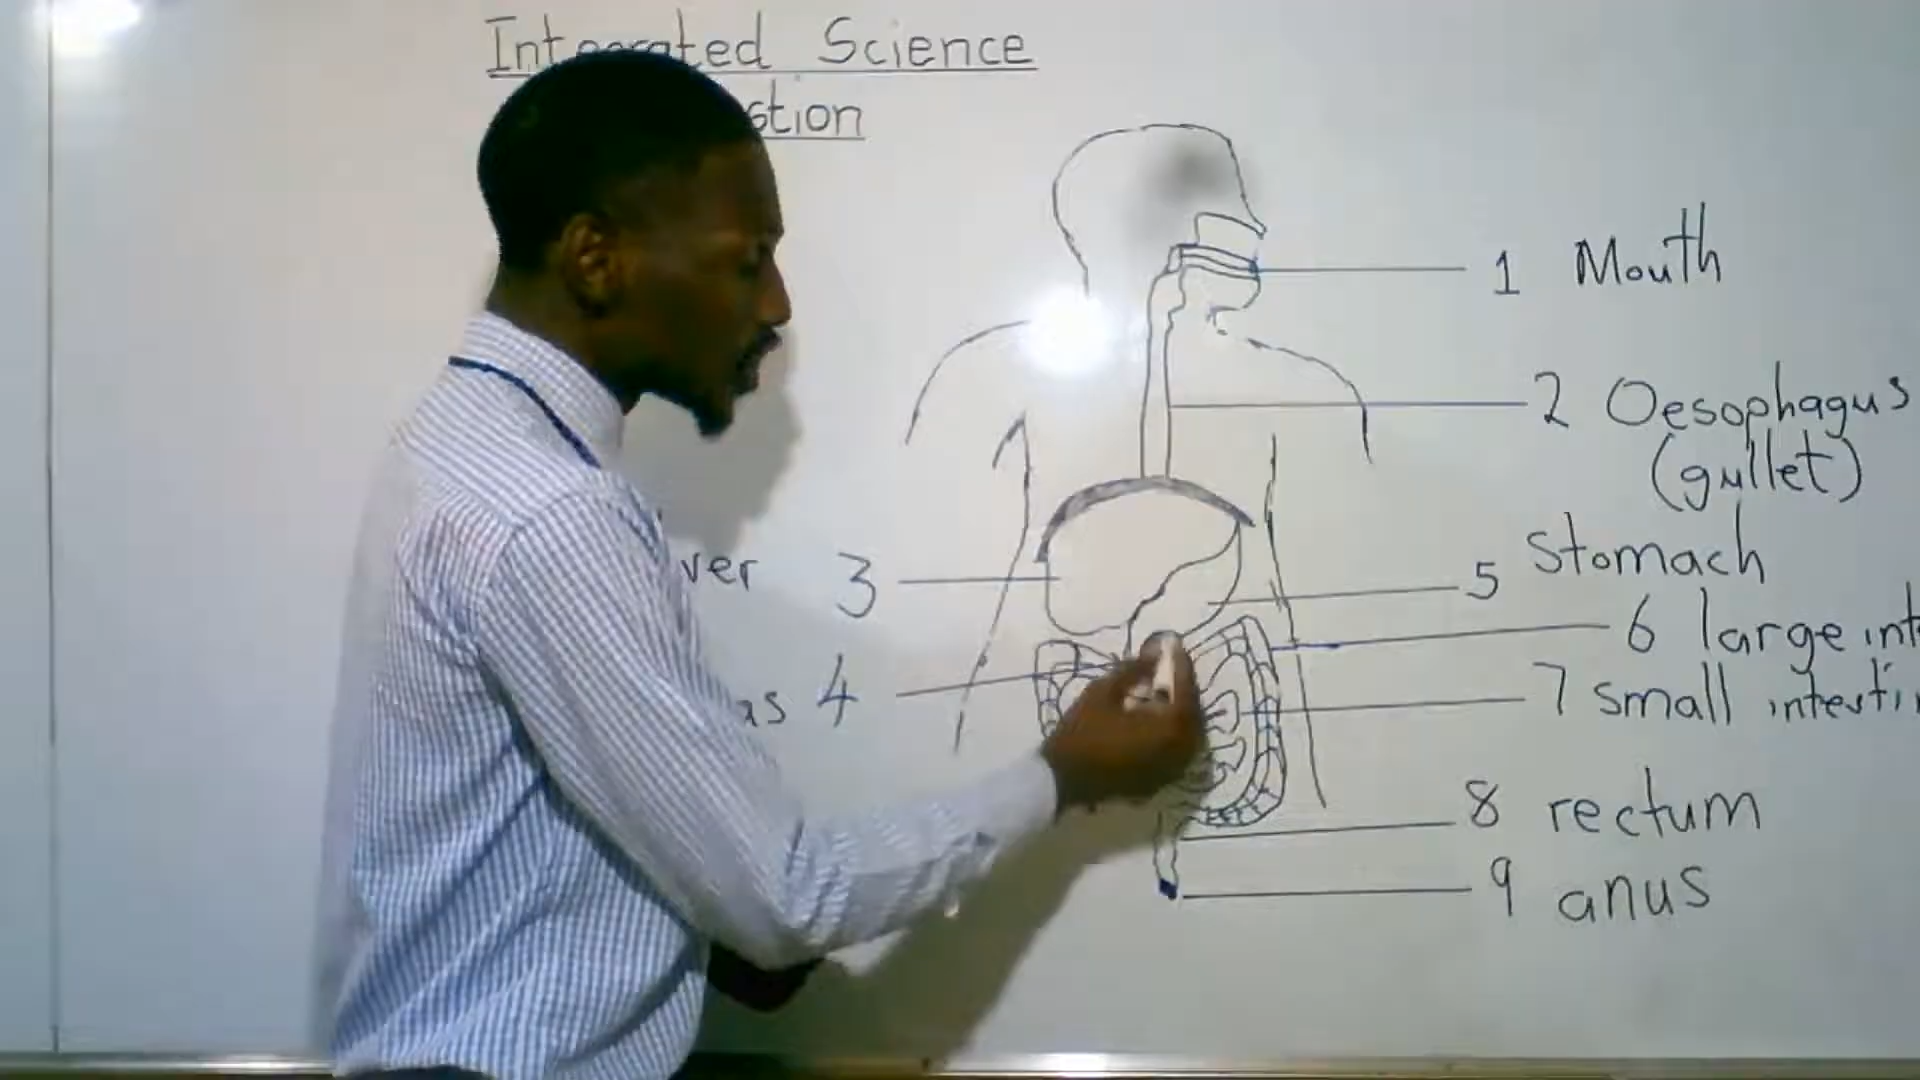 Integrated Science
stion
1 Mouth
2 Oesophagus
(gullet)
ver 3
5 Stomach
6 large int
as 4
7 small intesti
8 rectum
9 anus